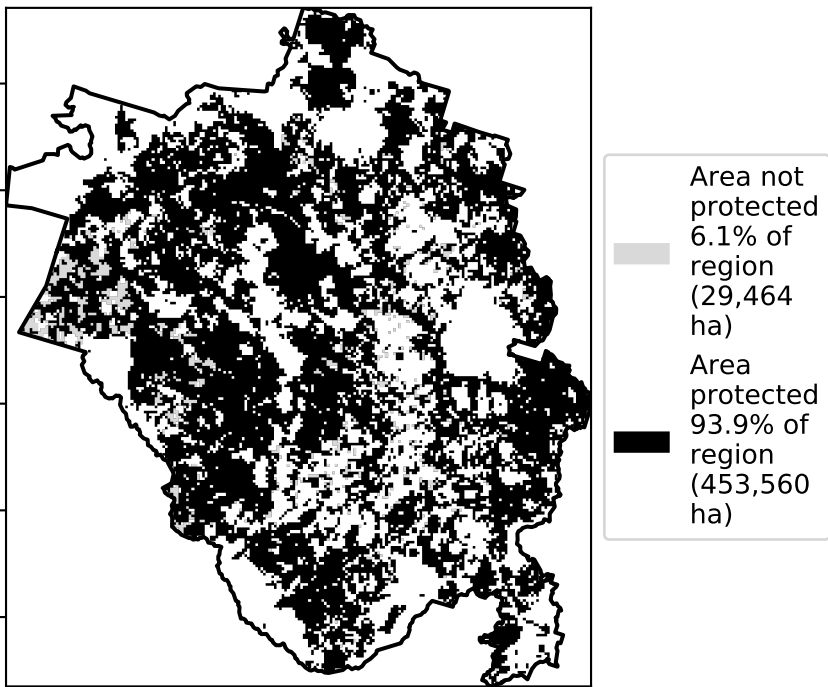 Area not
protected
6.1% of
region
(29,464
ha)
Area
protected
93.9% of
region
(453,560
ha)